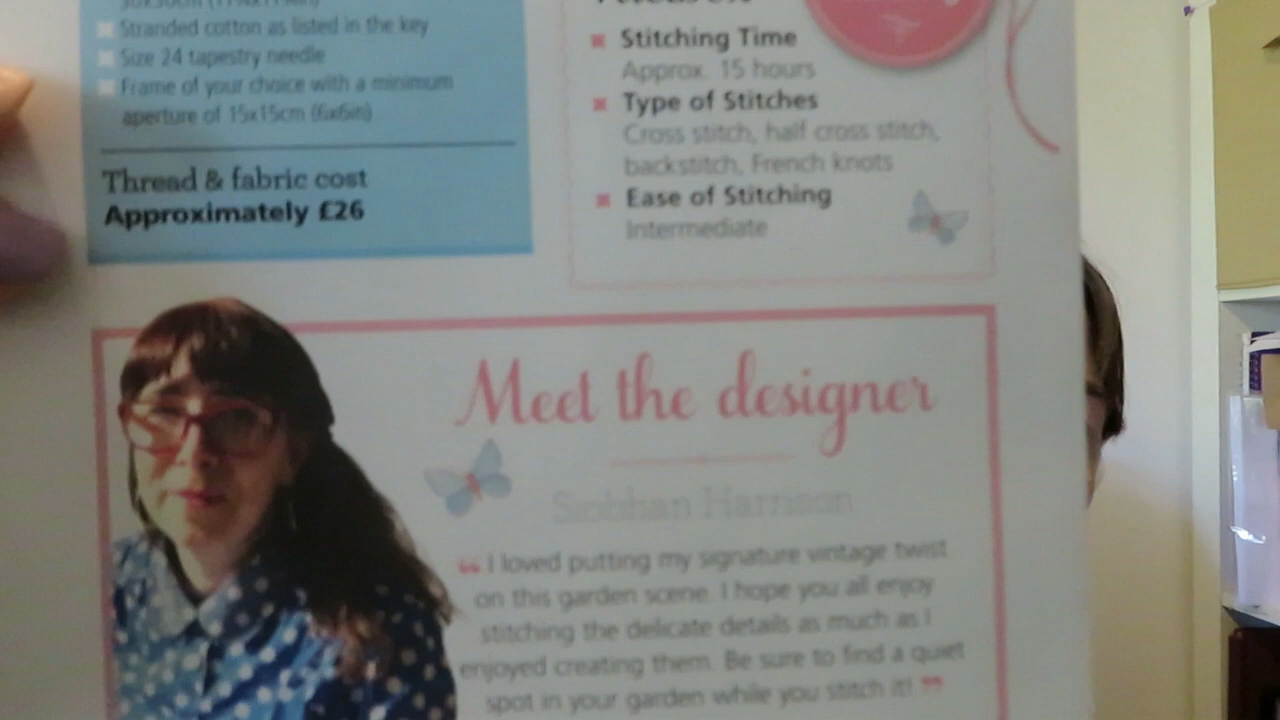 Stranded cotton as listed in the key
Size 24 tapestry needle
Frame of your choice with a minimum
aperture of 15x15cm (6x6in)
Thread & fabric cost
Approximately £26
Stitching Time
Approx. 15 hours
Type of Stitches
Cross stitch, half cross stitch,
backstitch, French knots
Ease of Stitching
Intermediate
Meet the designer
Siobhan Harrison
“ I loved putting my signature vintage twist
on this garden scene. I hope you all enjoy
stitching the delicate details as much as I
enjoyed creating them. Be sure to find a quiet
spot in your garden while you stitch it! ”